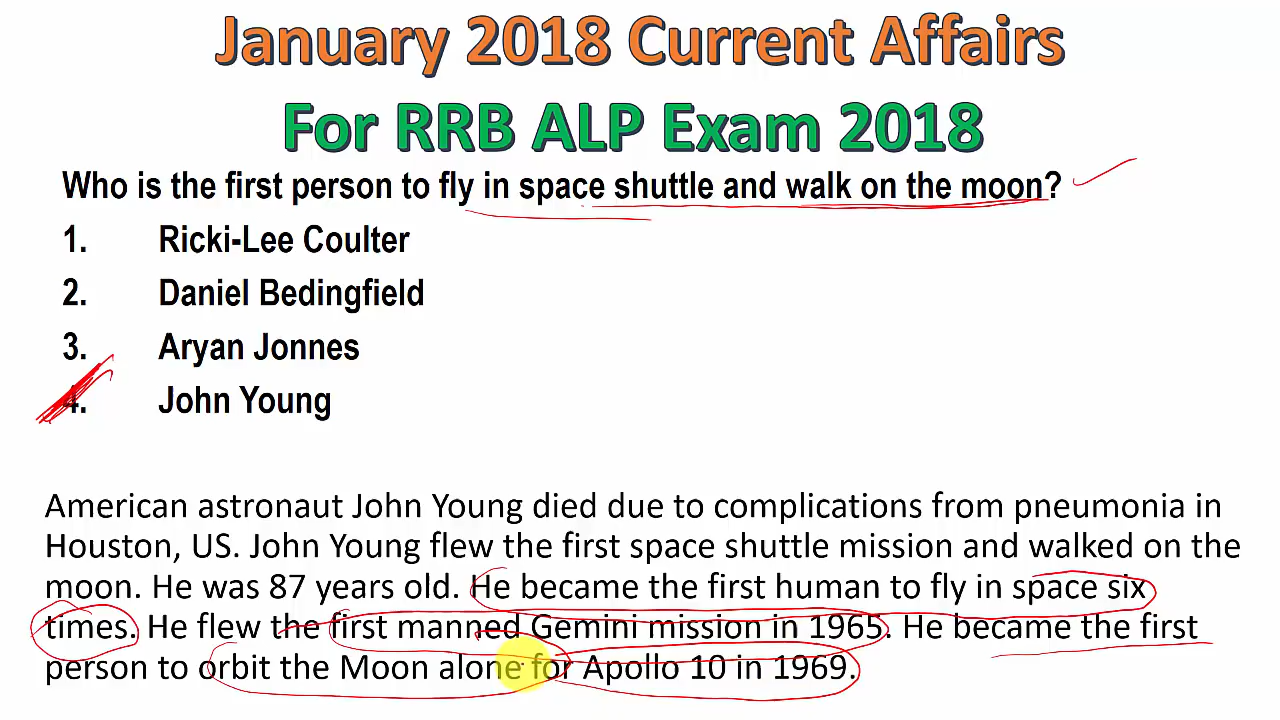 January 2018 Current Affairs
For RRB ALP Exam 2018
Who is the first person to fly in space shuttle and walk on the moon?
1. Ricki-Lee Coulter
2. Daniel Bedingfield
3. Aryan Jonnes
4. John Young
American astronaut John Young died due to complications from pneumonia in
Houston, US. John Young flew the first space shuttle mission and walked on the
moon. He was 87 years old. He became the first human to fly in space six
times. He flew the first manned Gemini mission in 1965. He became the first
person to orbit the Moon alone for Apollo 10 in 1969.